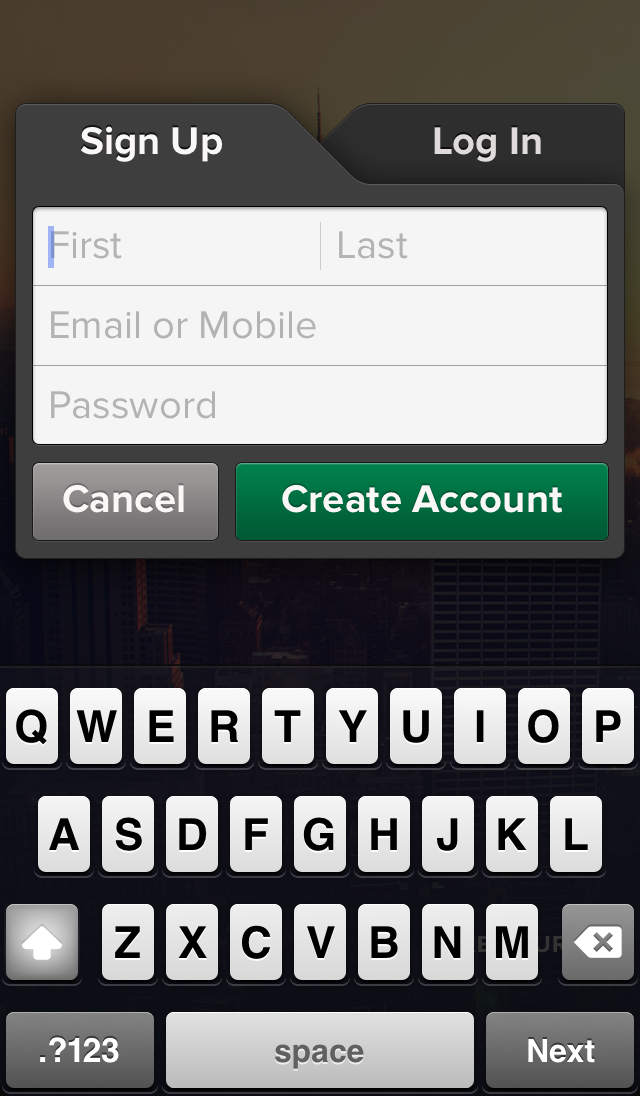 Sign Up Log In
First Last
Email or Mobile
Password
Cancel Create Account
Q W E R T Y U I O P
A S D F G H J K L
Z X C V B N M
.?123 space Next